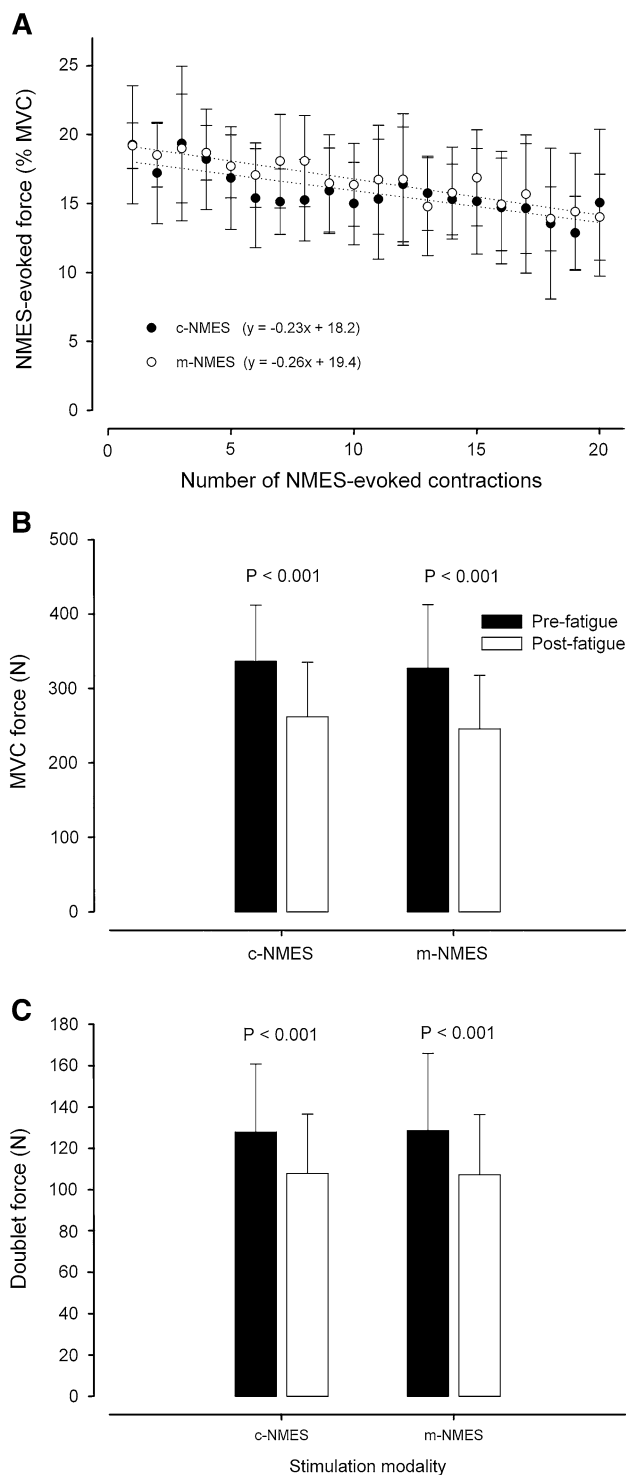 A
NMES-evoked force (% MVC)
25
20
15
10
5
0
c-NMES (y = -0.23x + 18.2)
m-NMES (y = -0.26x + 19.4)
0 5 10 15 20
Number of NMES-evoked contractions
B
MVC force (N)
500
400
300
200
100
0
P < 0.001 P < 0.001
Pre-fatigue
Post-fatigue
c-NMES m-NMES
C
Doublet force (N)
180
160
140
120
100
80
60
40
20
0
P < 0.001 P < 0.001
c-NMES m-NMES
Stimulation modality